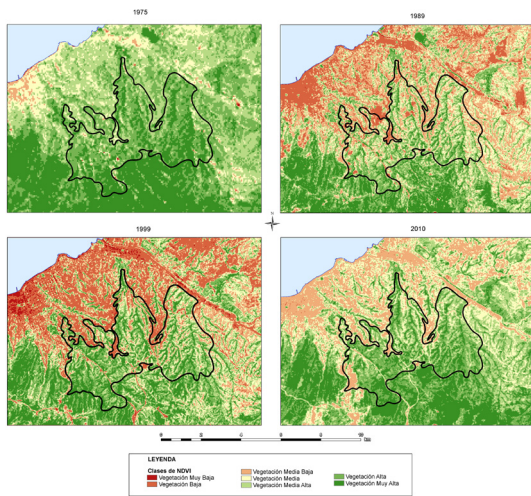 1975
1989
1999
2010
LEYENDA
Clases de NDVI
Vegetación Muy Baja
Vegetación Baja
Vegetación Media Baja
Vegetación Media
Vegetación Media Alta
Vegetación Alta
Vegetación Muy Alta